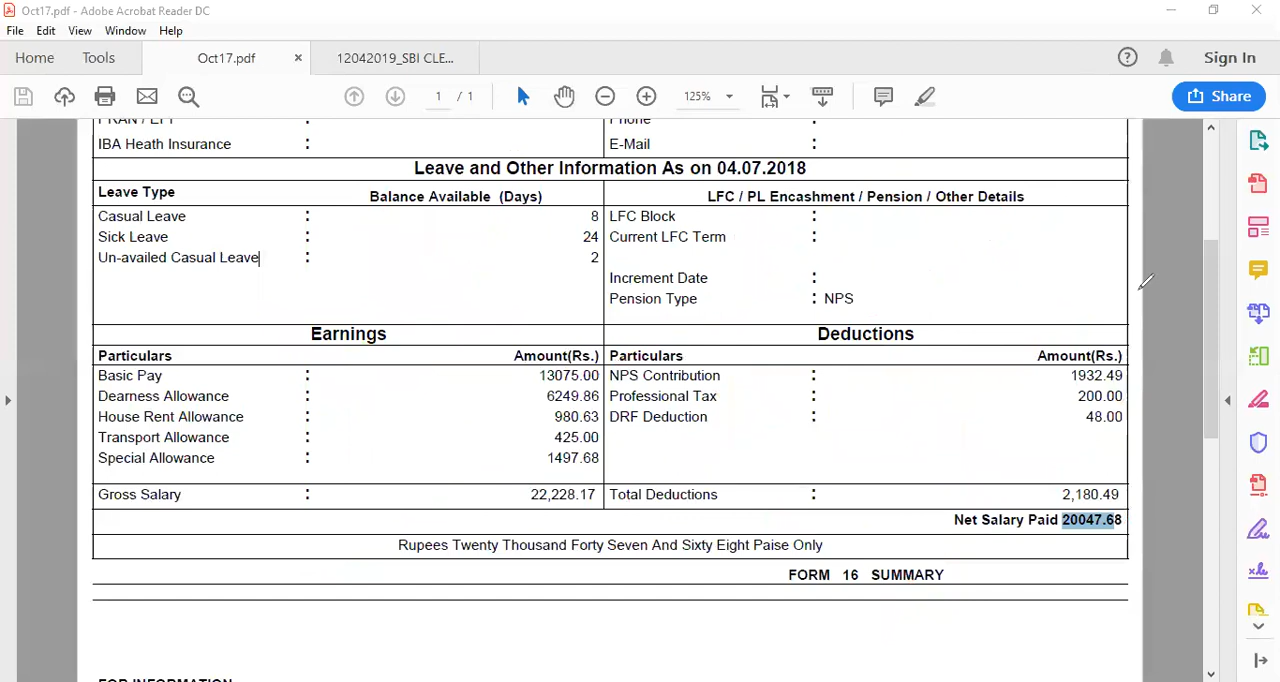 Oct17.pdf - Adobe Acrobat Reader DC
File Edit View Window Help
Home Tools Oct17.pdf × 12042019_SBI CLE... Sign In
1 / 1 125% Share
PRAN / EPF : Phone :
IBA Heath Insurance : E-Mail :
Leave and Other Information As on 04.07.2018
Leave Type Balance Available (Days) LFC / PL Encashment / Pension / Other Details
Casual Leave : 8 LFC Block :
Sick Leave : 24 Current LFC Term :
Un-availed Casual Leave : 2
Increment Date :
Pension Type : NPS
Earnings Deductions
Particulars Amount(Rs.) Particulars Amount(Rs.)
Basic Pay : 13075.00 NPS Contribution : 1932.49
Dearness Allowance : 6249.86 Professional Tax : 200.00
House Rent Allowance : 980.63 DRF Deduction : 48.00
Transport Allowance : 425.00
Special Allowance : 1497.68
Gross Salary : 22,228.17 Total Deductions : 2,180.49
Net Salary Paid 20047.68
Rupees Twenty Thousand Forty Seven And Sixty Eight Paise Only
FORM 16 SUMMARY
FOR INFORMATION